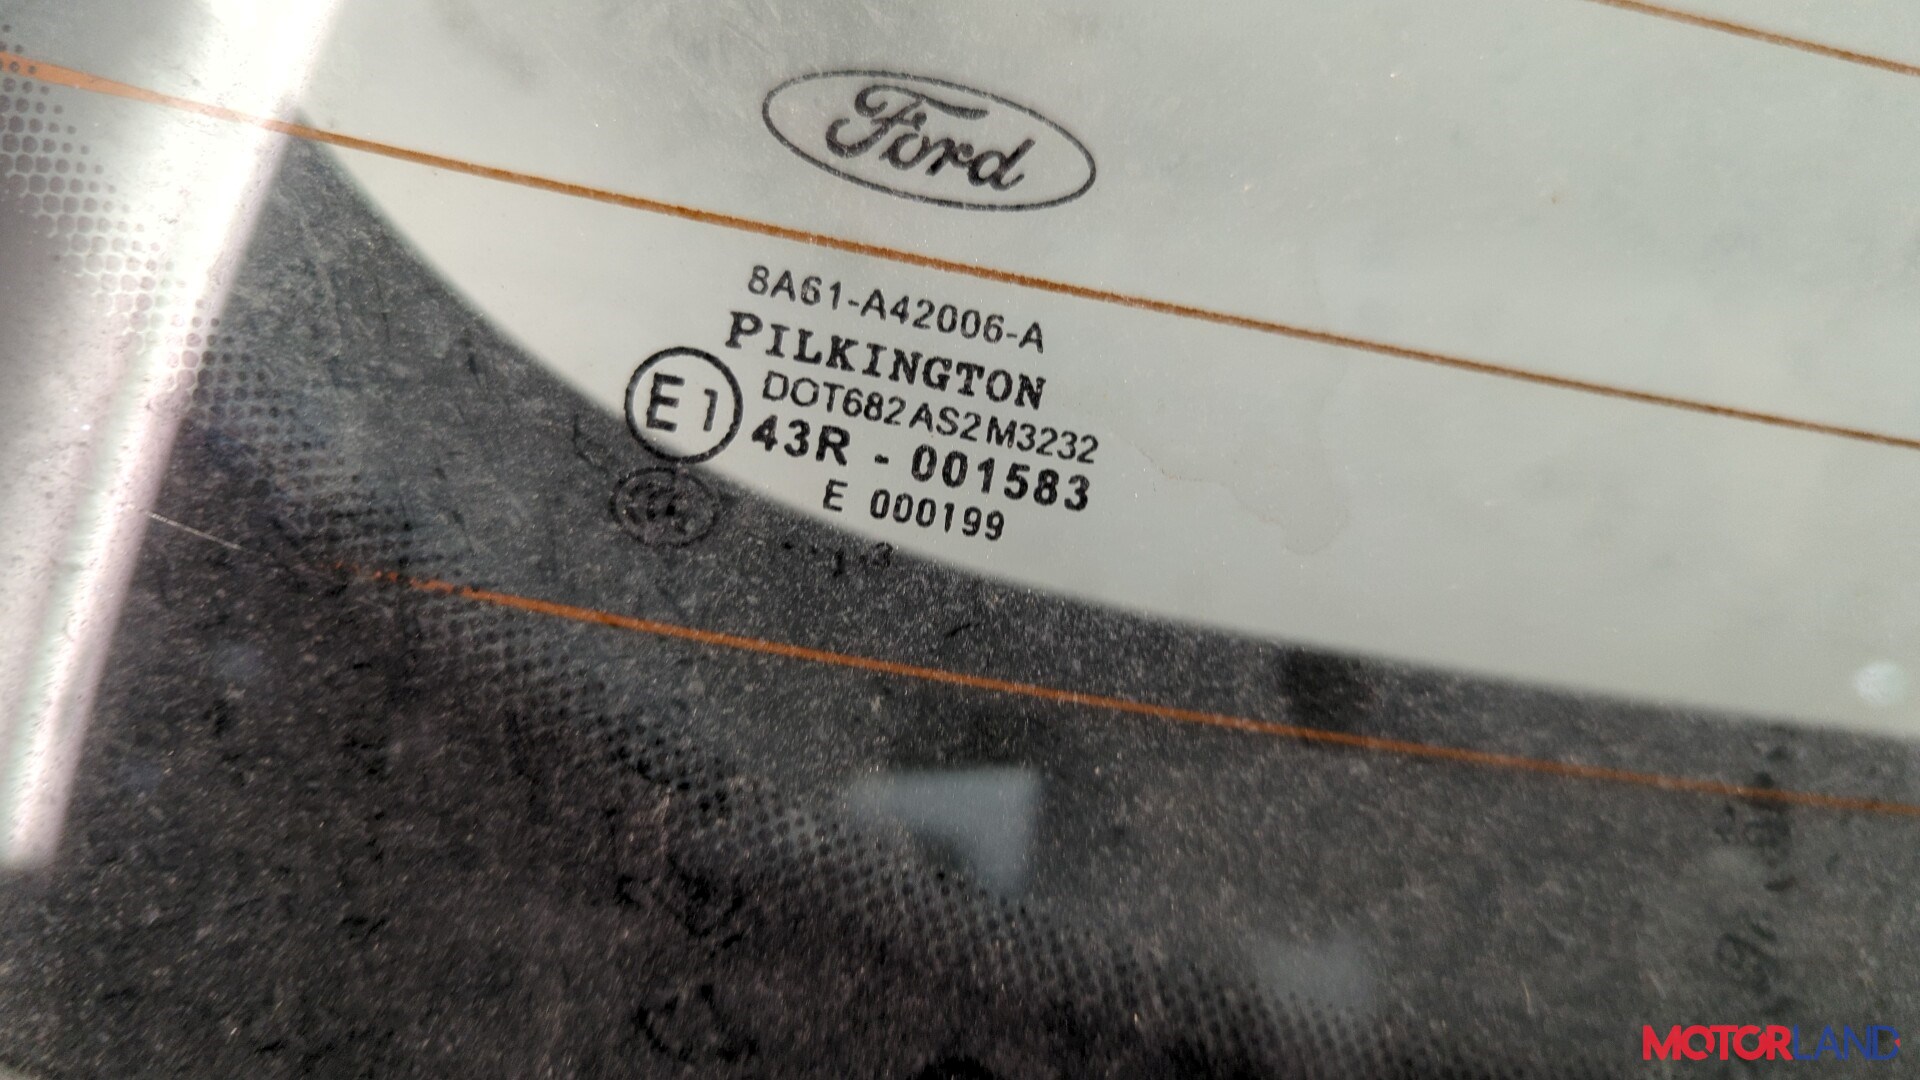 Ford
8A61-A42006-A
PILKINGTON
DOT682 AS2 M3232
E1
43R - 001583
E 000199
MOTORLAND